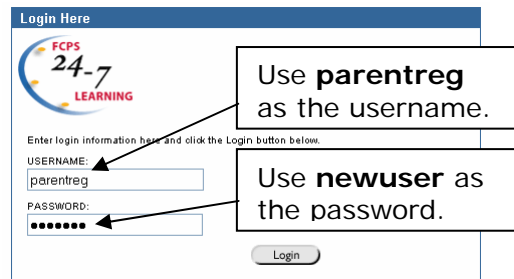 Login Here
FCPS
24-7
LEARNING
Use parentreg
as the username.
Enter login information here and click the Login button below.
USERNAME:
parentreg
Use newuser as
the password.
PASSWORD:
●●●●●●●
Login